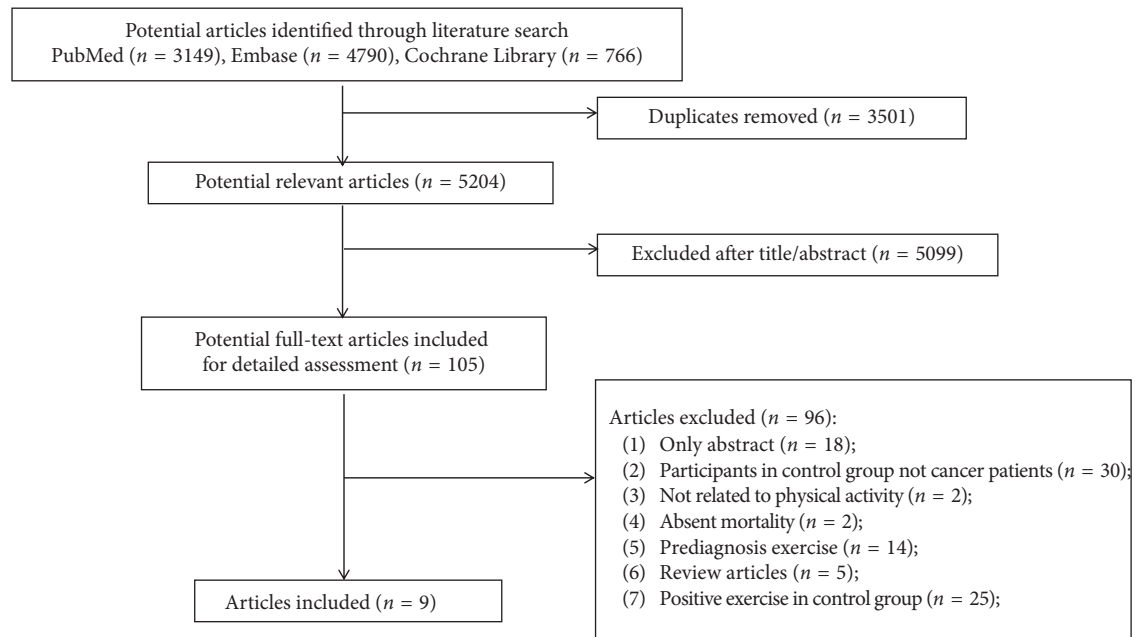 Potential articles identified through literature search
PubMed (n = 3149), Embase (n = 4790), Cochrane Library (n = 766)
Duplicates removed (n = 3501)
Potential relevant articles (n = 5204)
Excluded after title/abstract (n = 5099)
Potential full-text articles included
for detailed assessment (n = 105)
Articles excluded (n = 96):
(1) Only abstract (n = 18);
(2) Participants in control group not cancer patients (n = 30);
(3) Not related to physical activity (n = 2);
(4) Absent mortality (n = 2);
(5) Prediagnosis exercise (n = 14);
(6) Review articles (n = 5);
(7) Positive exercise in control group (n = 25);
Articles included (n = 9)